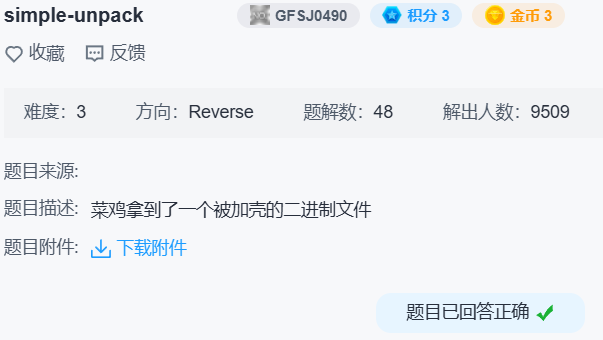 simple-unpack GFSJ0490 积分 3 金币 3
收藏 反馈
难度: 3 方向: Reverse 题解数: 48 解出人数: 9509
题目来源:
题目描述: 菜鸡拿到了一个被加壳的二进制文件
题目附件: 下载附件
题目已回答正确